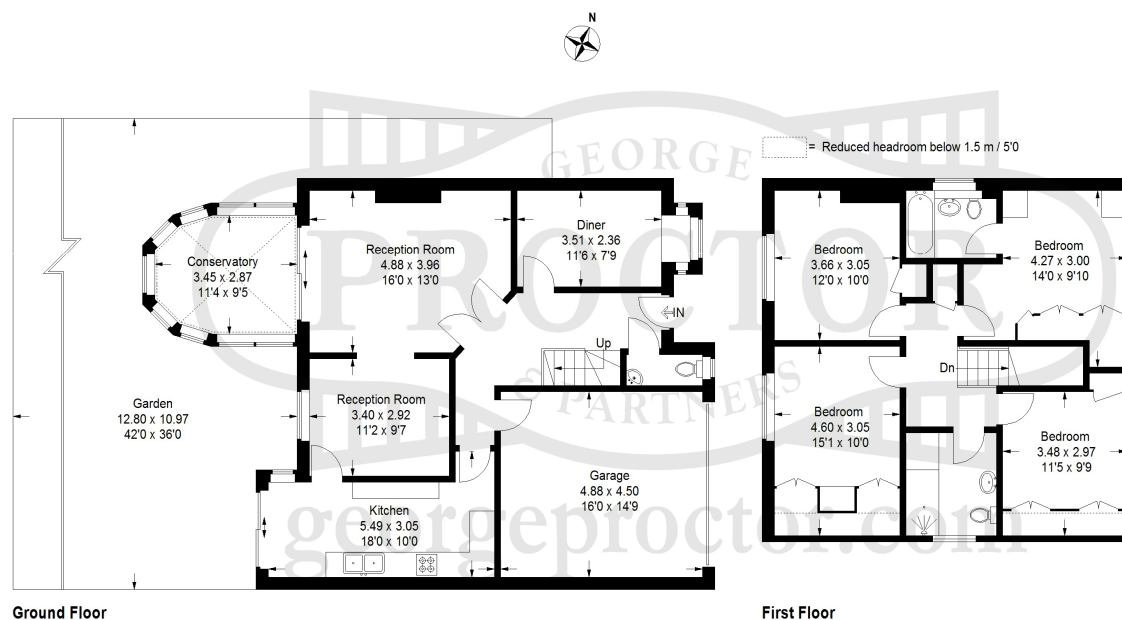 N
= Reduced headroom below 1.5 m / 5'0
GEORGE
PROCTOR
& PARTNERS
georgeproctor.com
Conservatory
3.45 x 2.87
11'4 x 9'5
Reception Room
4.88 x 3.96
16'0 x 13'0
Diner
3.51 x 2.36
11'6 x 7'9
IN
Up
Garden
12.80 x 10.97
42'0 x 36'0
Reception Room
3.40 x 2.92
11'2 x 9'7
Kitchen
5.49 x 3.05
18'0 x 10'0
Garage
4.88 x 4.50
16'0 x 14'9
Ground Floor
Bedroom
3.66 x 3.05
12'0 x 10'0
Bedroom
4.27 x 3.00
14'0 x 9'10
Dn
Bedroom
4.60 x 3.05
15'1 x 10'0
Bedroom
3.48 x 2.97
11'5 x 9'9
First Floor